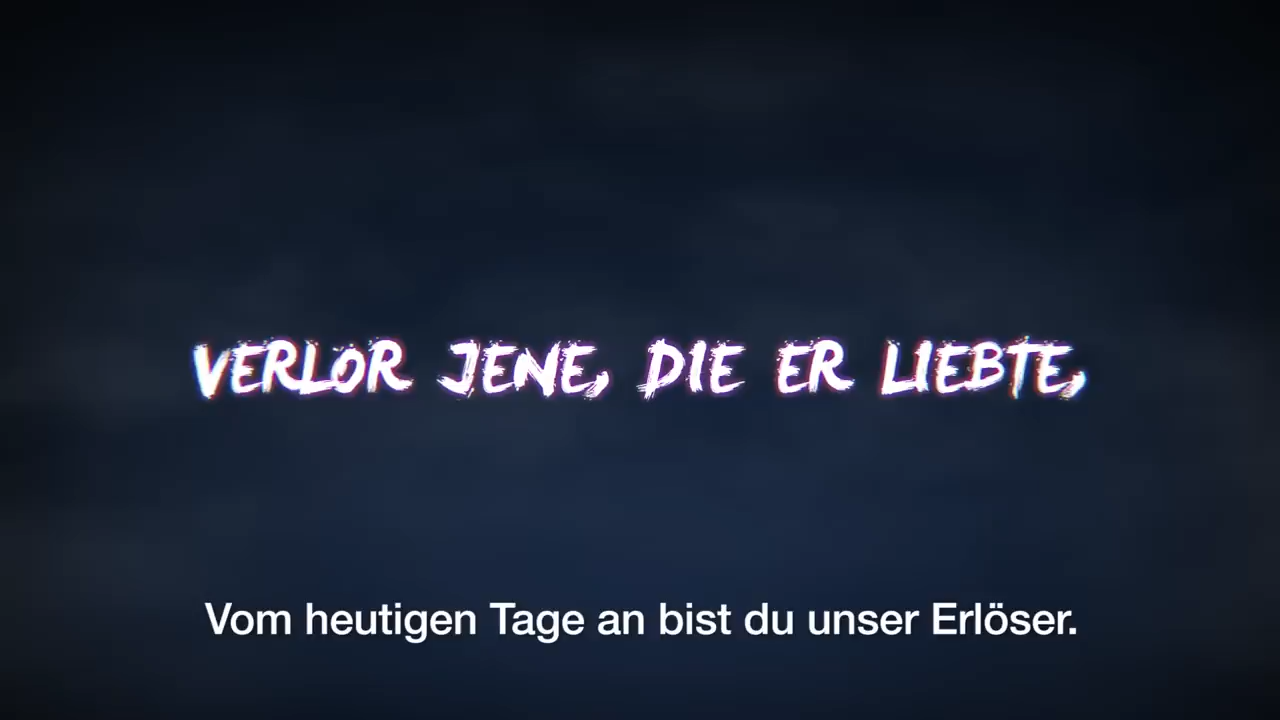 VERLOR JENE, DIE ER LIEBTE,
Vom heutigen Tage an bist du unser Erlöser.